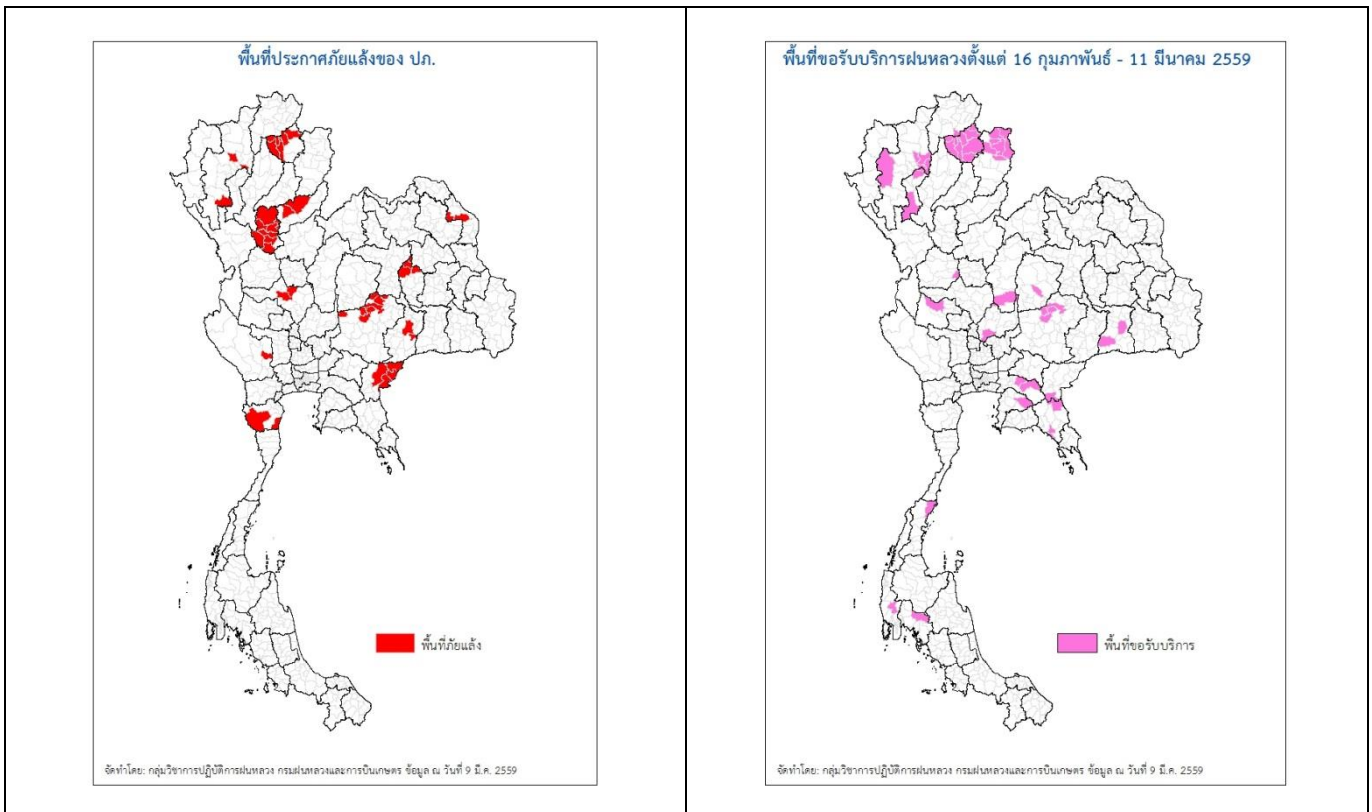 พื้นที่ประกาศภัยแล้งของ ปภ.
พื้นที่ภัยแล้ง
จัดทำโดย: กลุ่มวิชาการปฏิบัติการฝนหลวง กรมฝนหลวงและการบินเกษตร ข้อมูล ณ วันที่ 9 มี.ค. 2559
พื้นที่ขอรับบริการฝนหลวงตั้งแต่ 16 กุมภาพันธ์ - 11 มีนาคม 2559
พื้นที่ขอรับบริการ
จัดทำโดย: กลุ่มวิชาการปฏิบัติการฝนหลวง กรมฝนหลวงและการบินเกษตร ข้อมูล ณ วันที่ 9 มี.ค. 2559